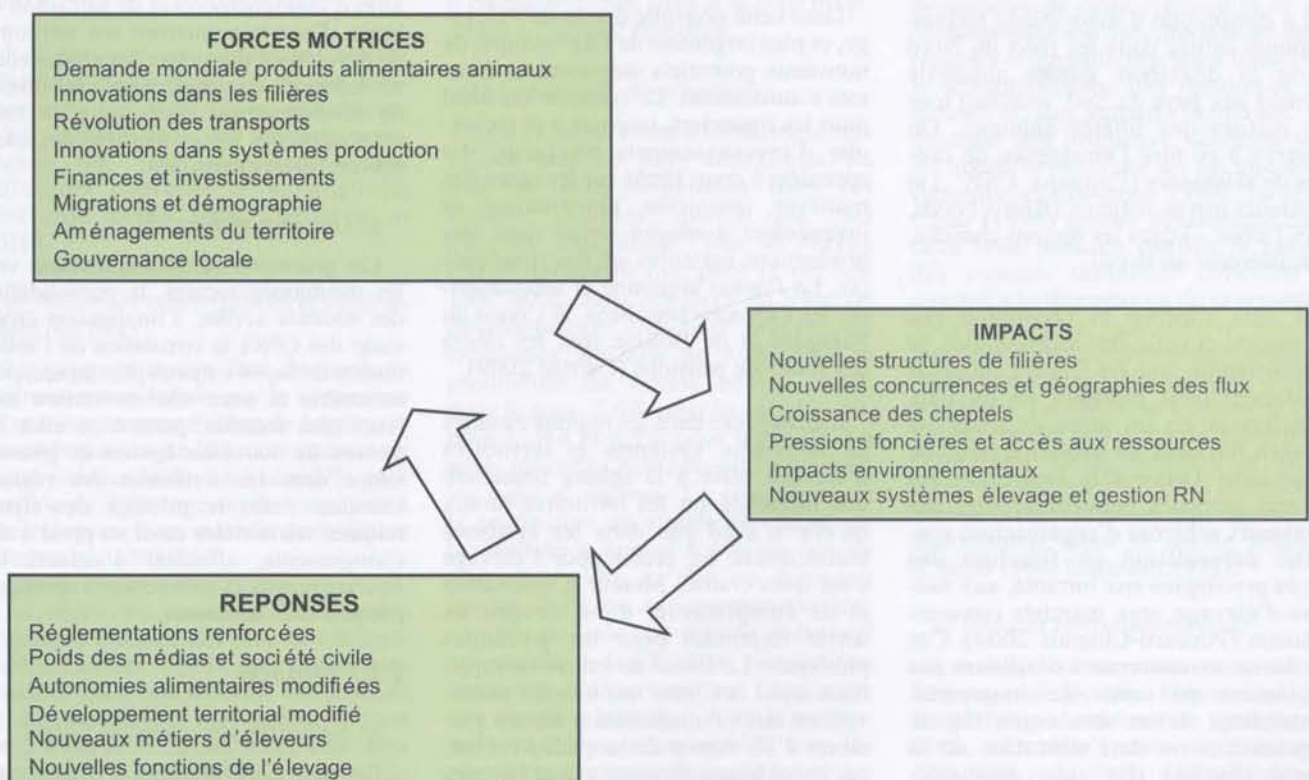 FORCES MOTRICES
Demande mondiale produits alimentaires animaux
Innovations dans les filières
Révolution des transports
Innovations dans systèmes production
Finances et investissements
Migrations et démographie
Aménagements du territoire
Gouvernance locale
IMPACTS
Nouvelles structures de filières
Nouvelles concurrences et géographies des flux
Croissance des cheptels
Pressions foncières et accès aux ressources
Impacts environnementaux
Nouveaux systèmes élevage et gestion RN
REPONSES
Réglementations renforcées
Poids des médias et société civile
Autonomies alimentaires modifiées
Développement territorial modifié
Nouveaux métiers d'éleveurs
Nouvelles fonctions de l'élevage